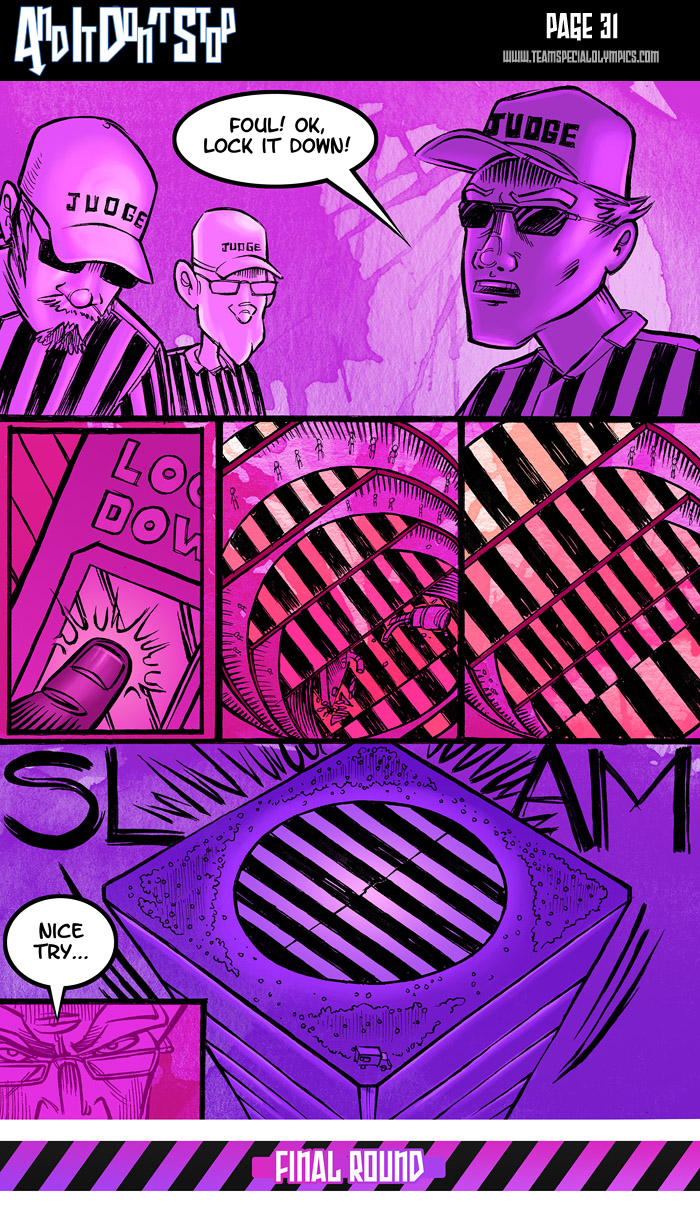 AND IT DON'T STOP
PAGE 31
WWW.TEAMSPECIALOLYMPICS.COM
FOUL! OK,
LOCK IT DOWN!
JUDGE
JUDGE
JUDGE
LOC
DOW
SLAM
NICE
TRY...
FINAL ROUND